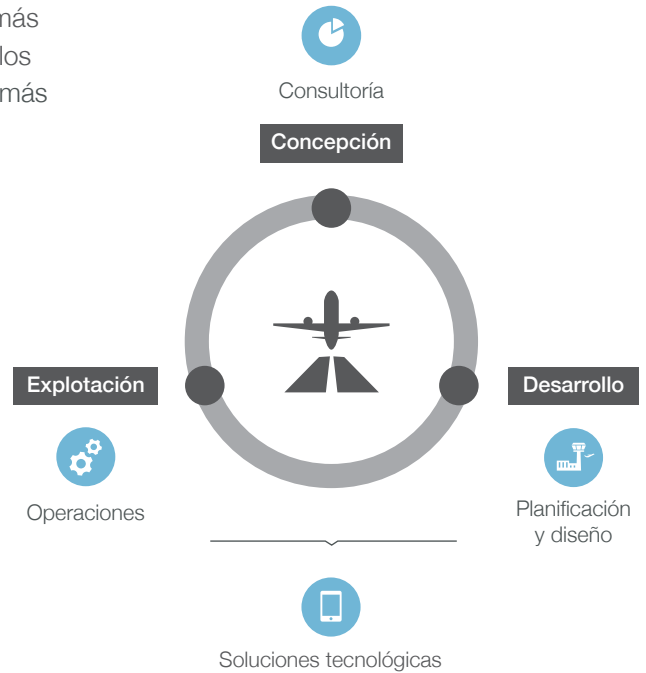 más
los
más
Consultoría
Concepción
Explotación
Desarrollo
Operaciones
Planificación
y diseño
Soluciones tecnológicas